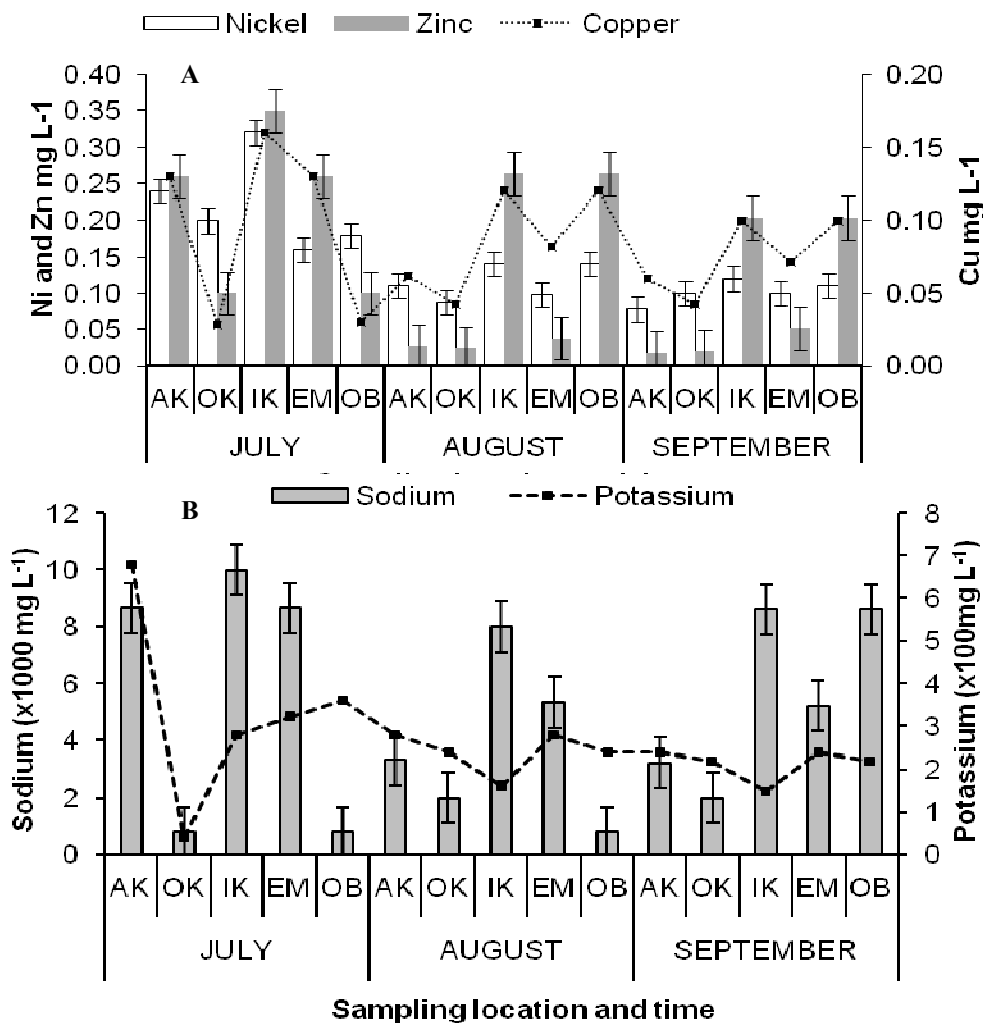 Nickel Zinc Copper
A
Ni and Zn mg L-1
0.40
0.35
0.30
0.25
0.20
0.15
0.10
0.05
0.00
0.20
0.15
0.10
0.05
0.00
Cu mg L-1
AK OK IK EM OB AK OK IK EM OB AK OK IK EM OB
JULY AUGUST SEPTEMBER
Sodium Potassium
B
Sodium (x1000 mg L-1)
12
10
8
6
4
2
0
8
7
6
5
4
3
2
1
0
Potassium (x100mg L-1)
AK OK IK EM OB AK OK IK EM OB AK OK IK EM OB
JULY AUGUST SEPTEMBER
Sampling location and time